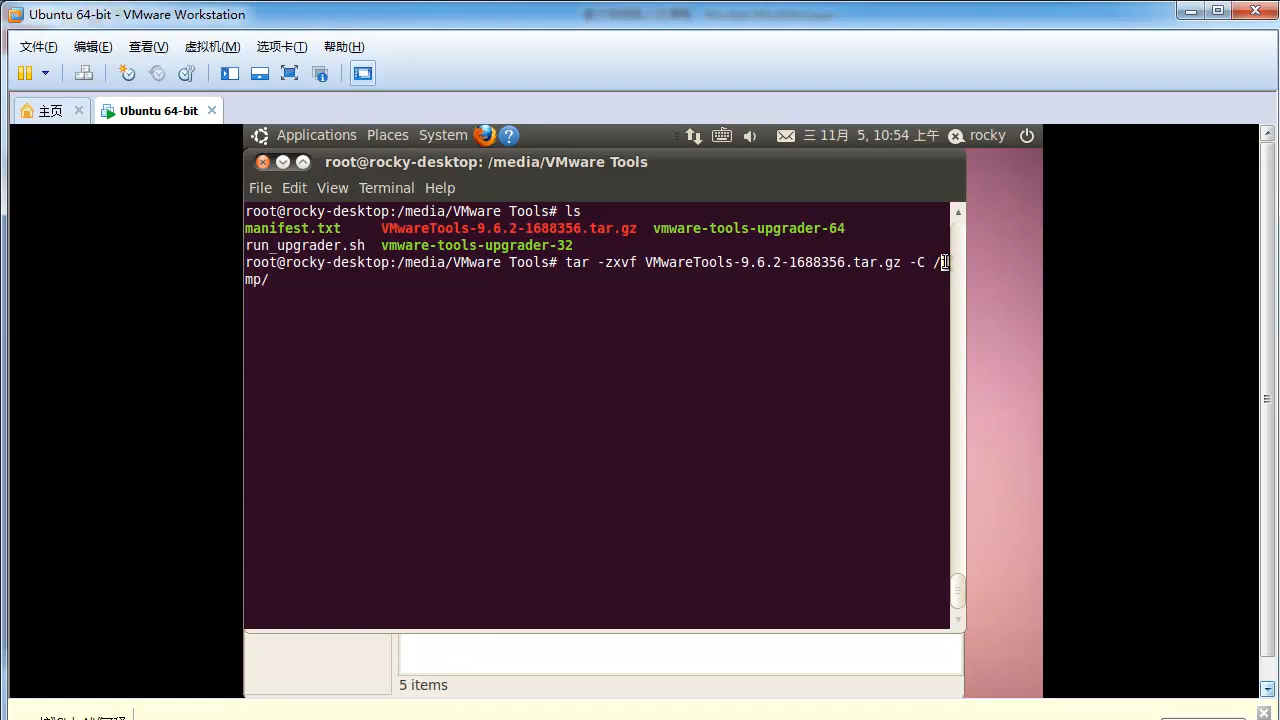 Ubuntu 64-bit - VMware Workstation
文件(F) 编辑(E) 查看(V) 虚拟机(M) 选项卡(T) 帮助(H)
主页 Ubuntu 64-bit
Applications Places System 三 11月 5, 10:54 上午 rocky
root@rocky-desktop: /media/VMware Tools
File Edit View Terminal Help
root@rocky-desktop:/media/VMware Tools# ls
manifest.txt VMwareTools-9.6.2-1688356.tar.gz vmware-tools-upgrader-64
run_upgrader.sh vmware-tools-upgrader-32
root@rocky-desktop:/media/VMware Tools# tar -zxvf VMwareTools-9.6.2-1688356.tar.gz -C /t
mp/
5 items